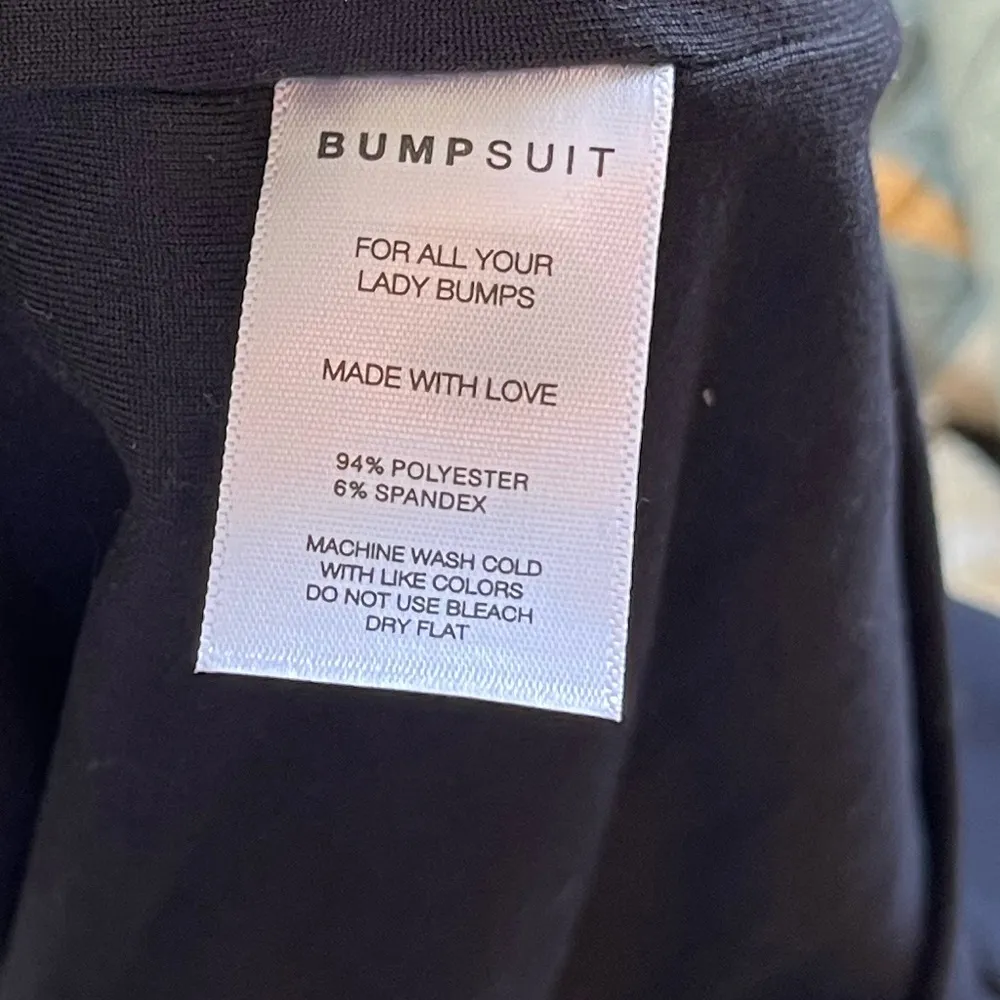 BUMPSUIT
FOR ALL YOUR
LADY BUMPS
MADE WITH LOVE
94% POLYESTER
6% SPANDEX
MACHINE WASH COLD
WITH LIKE COLORS
DO NOT USE BLEACH
DRY FLAT